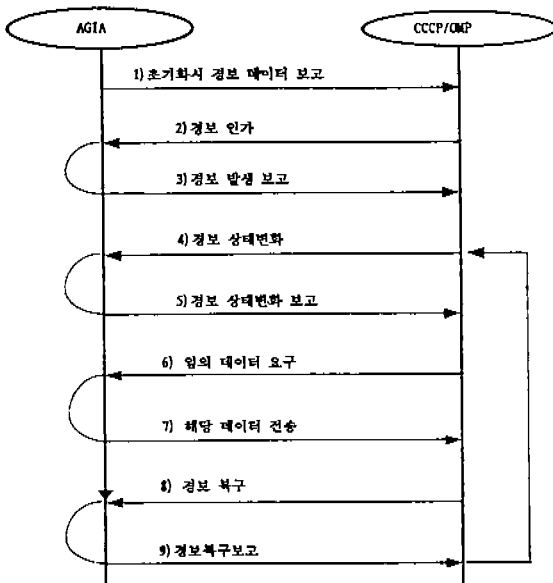 AGIA
CCCP/OMP
1)초기화시 경보 데이터 보고
2)경보 인가
3)경보 발생 보고
4)경보 상태변화
5)경보 상태변화 보고
6) 임의 데이터 요구
7) 해당 데이터 전송
8) 경보 복구
9)경보복구보고